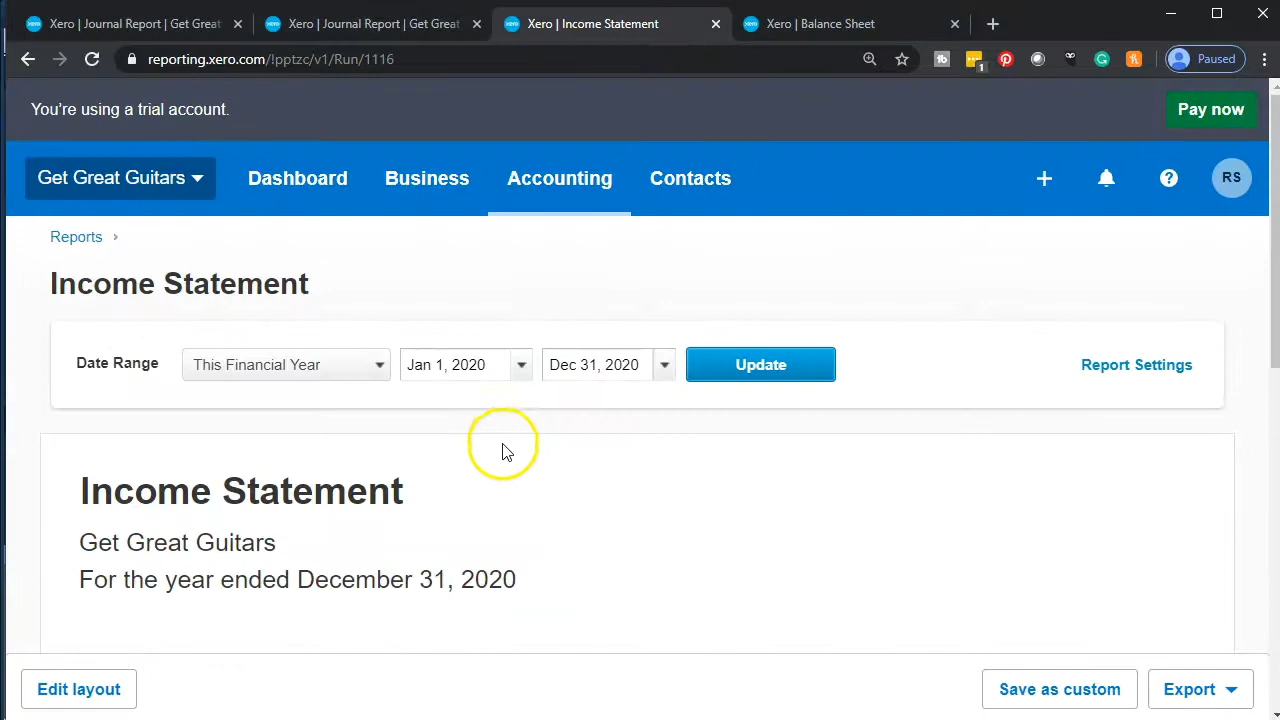 Xero | Journal Report | Get Great
Xero | Journal Report | Get Great
Xero | Income Statement
Xero | Balance Sheet
reporting.xero.com/!pptzc/v1/Run/1116
1
Paused
You're using a trial account.
Pay now
Get Great Guitars
Dashboard
Business
Accounting
Contacts
RS
Reports
Income Statement
Date Range
This Financial Year
Jan 1, 2020
Dec 31, 2020
Update
Report Settings
Income Statement
Get Great Guitars
For the year ended December 31, 2020
Edit layout
Save as custom
Export